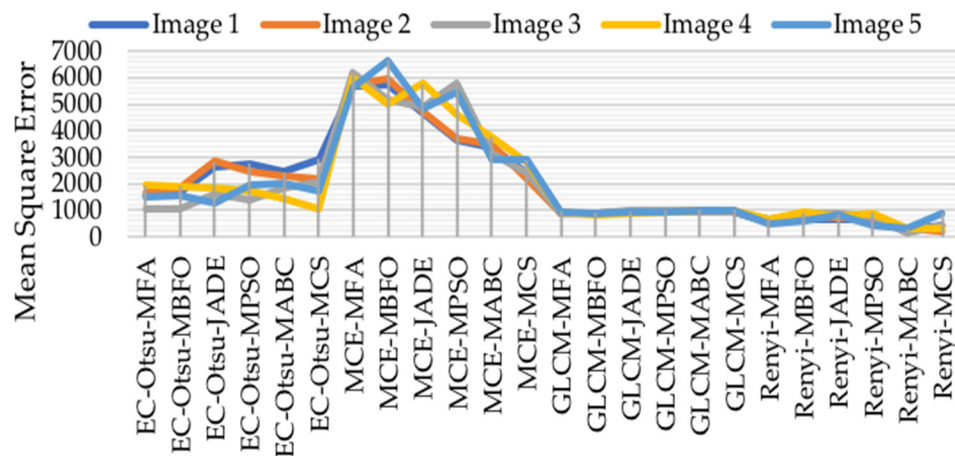 Image 1 Image 2 Image 3 Image 4 Image 5
Mean Square Error
7000
6000
5000
4000
3000
2000
1000
0
EC-Otsu-MFA
EC-Otsu-MBFO
EC-Otsu-JADE
EC-Otsu-MPSO
EC-Otsu-MABC
EC-Otsu-MCS
MCE-MFA
MCE-MBFO
MCE-JADE
MCE-MPSO
MCE-MABC
MCE-MCS
GLCM-MFA
GLCM-MBFO
GLCM-JADE
GLCM-MPSO
GLCM-MABC
GLCM-MCS
Renyi-MFA
Renyi-MBFO
Renyi-JADE
Renyi-MPSO
Renyi-MABC
Renyi-MCS